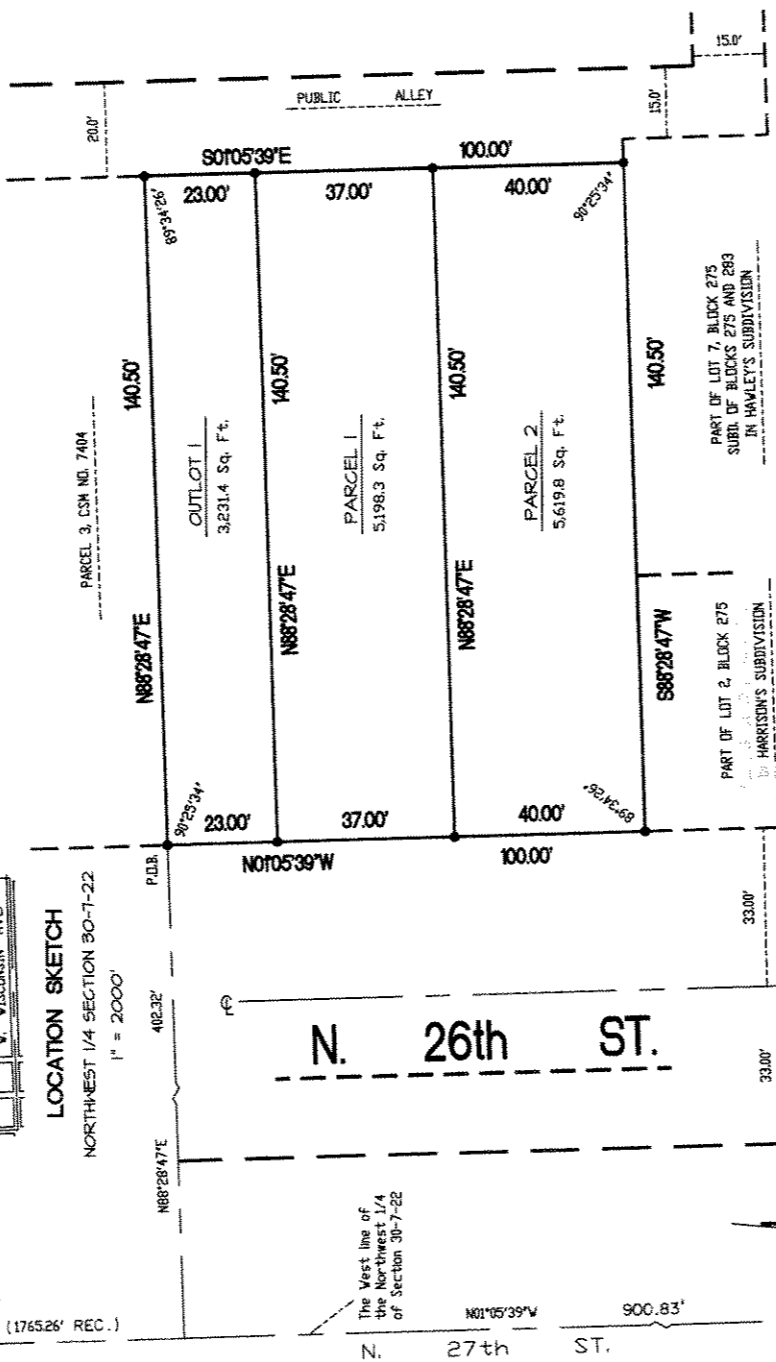 15.0'
PUBLIC ALLEY
20.0'
15.0'
S01°05'39"E
100.00'
23.00'
37.00'
40.00'
89°34'26"
90°25'34"
PARCEL 3, CSM NO. 7404
140.50'
140.50'
140.50'
140.50'
OUTLOT 1
3,231.4 Sq. Ft.
PARCEL 1
5,198.3 Sq. Ft.
PARCEL 2
5,619.8 Sq. Ft.
PART OF LOT 7, BLOCK 275
SUBD. OF BLOCKS 275 AND 283
IN HAWLEY'S SUBDIVISION
N88°28'47"E
N88°28'47"E
N88°28'47"E
S88°28'47"W
PART OF LOT 2, BLOCK 275
HARRISON'S SUBDIVISION
90°25'34"
89°34'26"
23.00'
37.00'
40.00'
P.O.B.
N01°05'39"W
100.00'
W. WISCONSIN AVE
LOCATION SKETCH
NORTHWEST 1/4 SECTION 30-7-22
1" = 2000'
402.32'
33.00'
N. 26th ST.
33.00'
N88°28'47"E
The West line of
the Northwest 1/4
of Section 30-7-22
(1765.26' REC.)
N01°05'39"W
900.83'
N. 27th ST.